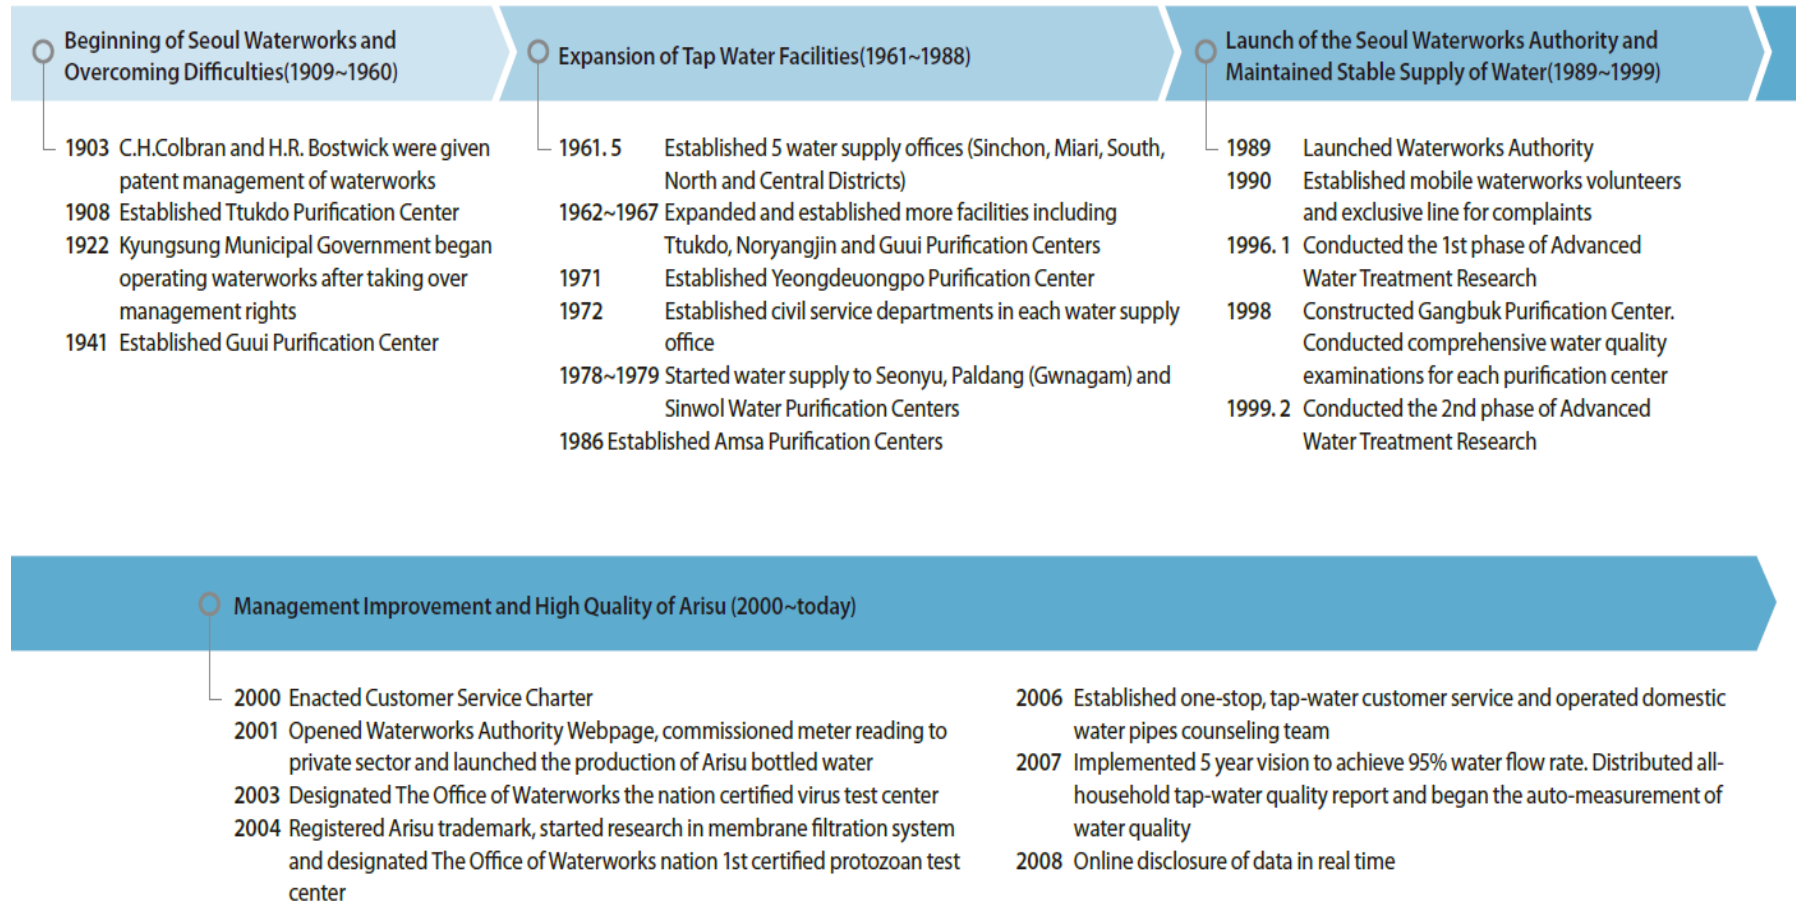 Beginning of Seoul Waterworks and
Overcoming Difficulties(1909~1960)
1903 C.H.Colbran and H.R. Bostwick were given
patent management of waterworks
1908 Established Ttukdo Purification Center
1922 Kyungsung Municipal Government began
operating waterworks after taking over
management rights
1941 Established Guui Purification Center
Expansion of Tap Water Facilities(1961~1988)
1961. 5 Established 5 water supply offices (Sinchon, Miari, South,
North and Central Districts)
1962~1967 Expanded and established more facilities including
Ttukdo, Noryangjin and Guui Purification Centers
1971 Established Yeongdeuongpo Purification Center
1972 Established civil service departments in each water supply
office
1978~1979 Started water supply to Seonyu, Paldang (Gwnagam) and
Sinwol Water Purification Centers
1986 Established Amsa Purification Centers
Launch of the Seoul Waterworks Authority and
Maintained Stable Supply of Water(1989~1999)
1989 Launched Waterworks Authority
1990 Established mobile waterworks volunteers
and exclusive line for complaints
1996. 1 Conducted the 1st phase of Advanced
Water Treatment Research
1998 Constructed Gangbuk Purification Center.
Conducted comprehensive water quality
examinations for each purification center
1999. 2 Conducted the 2nd phase of Advanced
Water Treatment Research
Management Improvement and High Quality of Arisu (2000~today)
2000 Enacted Customer Service Charter
2001 Opened Waterworks Authority Webpage, commissioned meter reading to
private sector and launched the production of Arisu bottled water
2003 Designated The Office of Waterworks the nation certified virus test center
2004 Registered Arisu trademark, started research in membrane filtration system
and designated The Office of Waterworks nation 1st certified protozoan test
center
2006 Established one-stop, tap-water customer service and operated domestic
water pipes counseling team
2007 Implemented 5 year vision to achieve 95% water flow rate. Distributed all-
household tap-water quality report and began the auto-measurement of
water quality
2008 Online disclosure of data in real time